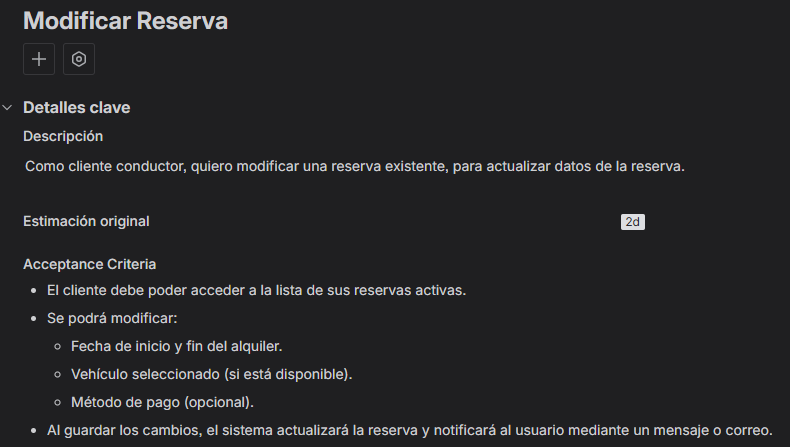 Modificar Reserva
Detalles clave
Descripción
Como cliente conductor, quiero modificar una reserva existente, para actualizar datos de la reserva.
Estimación original 2d
Acceptance Criteria
• El cliente debe poder acceder a la lista de sus reservas activas.
• Se podrá modificar:
◦ Fecha de inicio y fin del alquiler.
◦ Vehículo seleccionado (si está disponible).
◦ Método de pago (opcional).
• Al guardar los cambios, el sistema actualizará la reserva y notificará al usuario mediante un mensaje o correo.